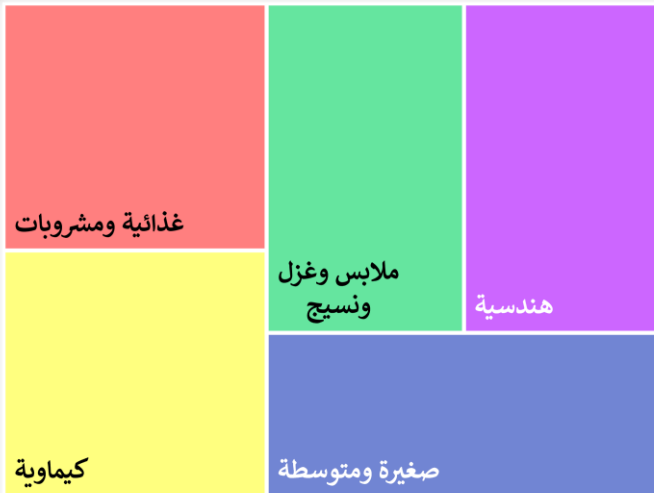 غذائية ومشروبات
ملابس وغزل
ونسيج
هندسية
كيماوية
صغيرة ومتوسطة